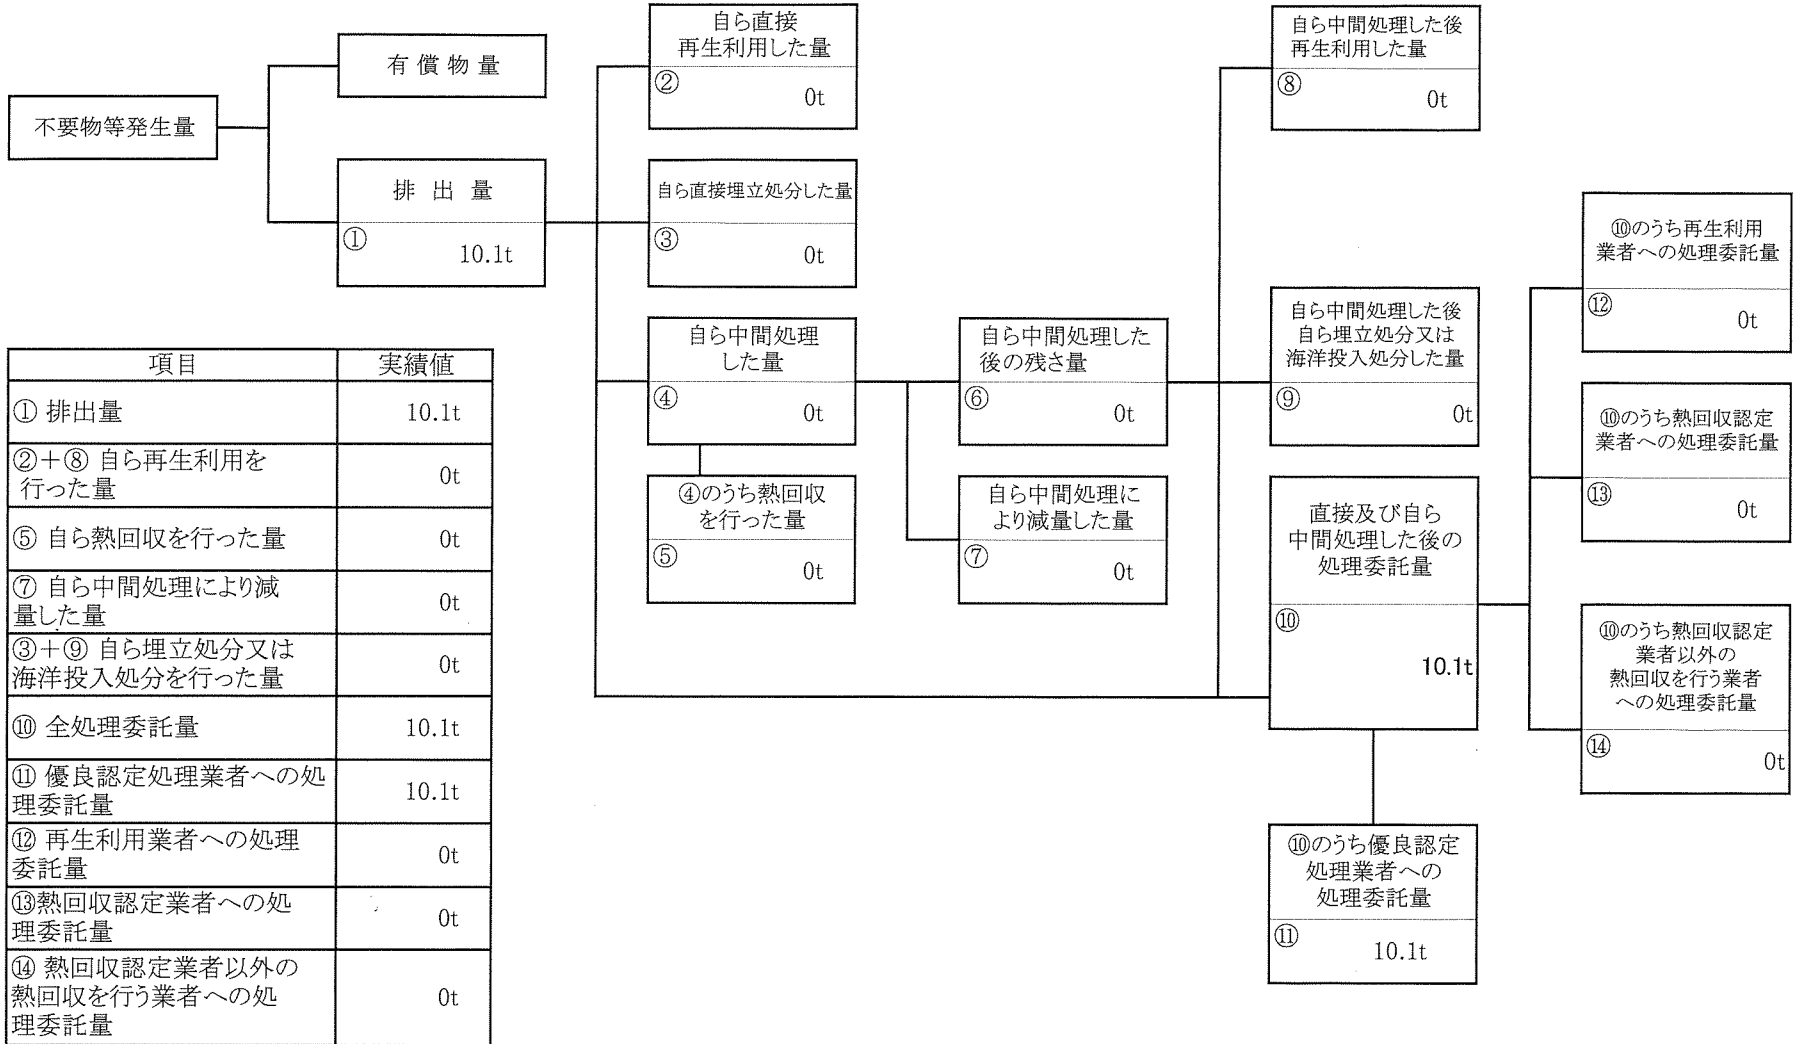 不要物等発生量
有償物量
排出量
①
10.1t
自ら直接
再生利用した量
②
0t
自ら直接埋立処分した量
③
0t
自ら中間処理
した量
④
0t
④のうち熱回収
を行った量
⑤
0t
自ら中間処理した
後の残さ量
⑥
0t
自ら中間処理に
より減量した量
⑦
0t
自ら中間処理した後
再生利用した量
⑧
0t
自ら中間処理した後
自ら埋立処分又は
海洋投入処分した量
⑨
0t
直接及び自ら
中間処理した後の
処理委託量
⑩
10.1t
⑩のうち優良認定
処理業者への
処理委託量
⑪
10.1t
⑩のうち再生利用
業者への処理委託量
⑫
0t
⑩のうち熱回収認定
業者への処理委託量
⑬
0t
⑩のうち熱回収認定
業者以外の
熱回収を行う業者
への処理委託量
⑭
0t
項目 実績値
① 排出量 10.1t
②+⑧ 自ら再生利用を
行った量 0t
⑤ 自ら熱回収を行った量 0t
⑦ 自ら中間処理により減
量した量 0t
③+⑨ 自ら埋立処分又は
海洋投入処分を行った量 0t
⑩ 全処理委託量 10.1t
⑪ 優良認定処理業者への処
理委託量 10.1t
⑫ 再生利用業者への処理
委託量 0t
⑬熱回収認定業者への処
理委託量 0t
⑭ 熱回収認定業者以外の
熱回収を行う業者への処
理委託量 0t